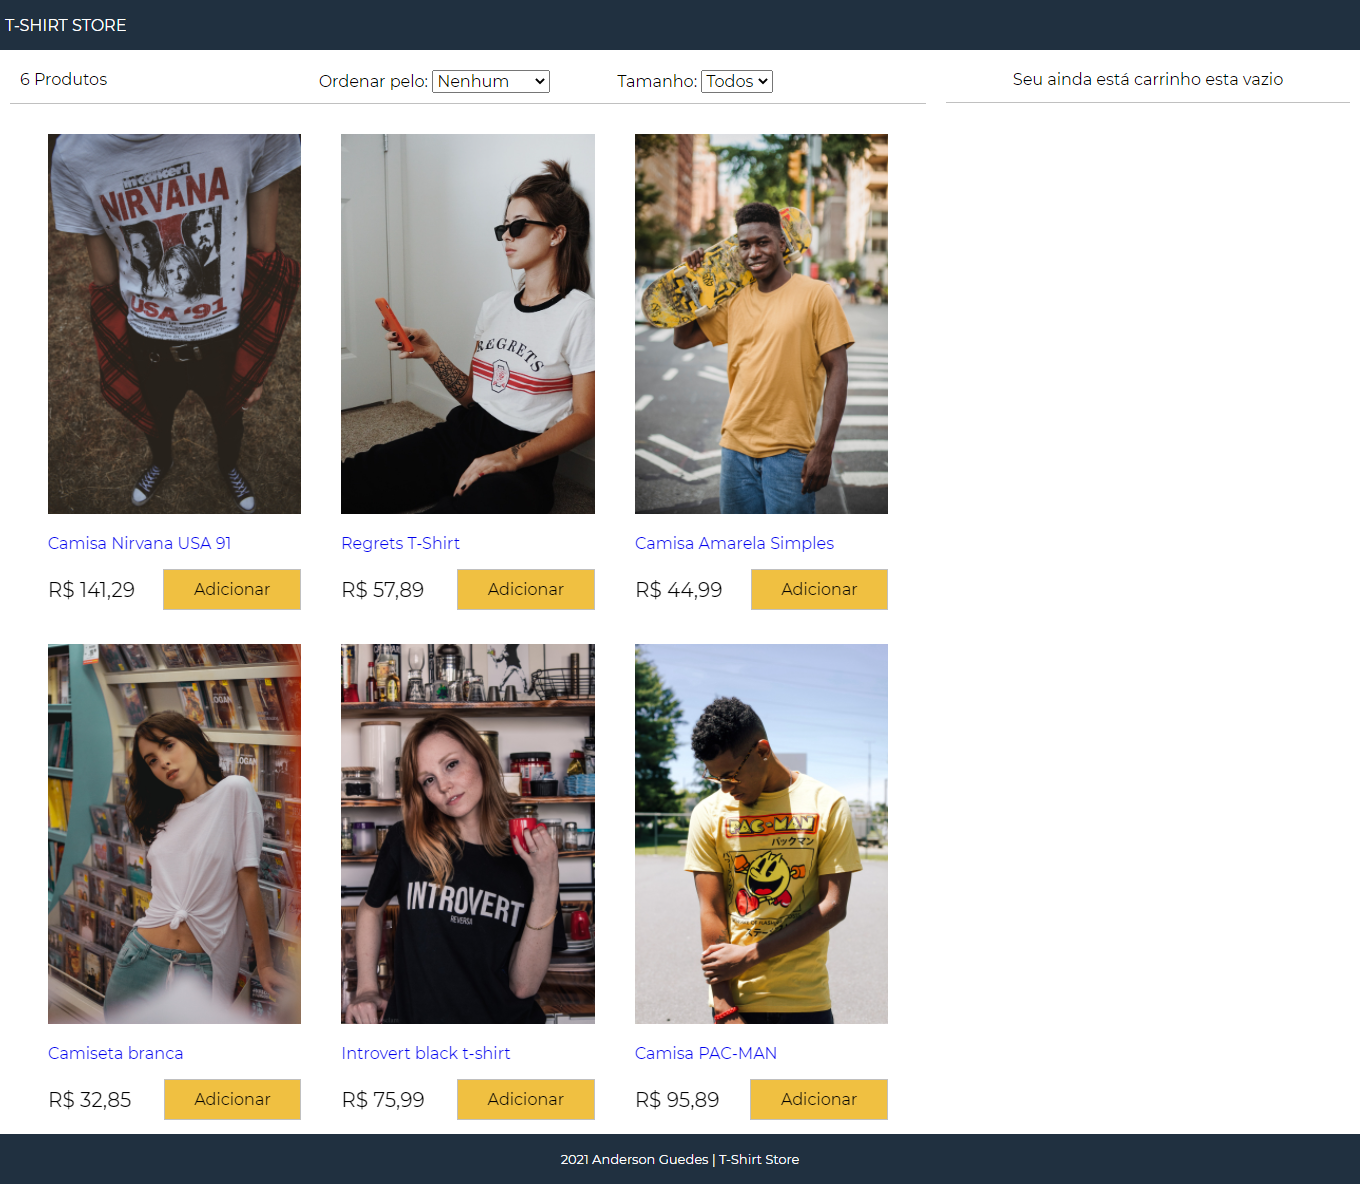 T-SHIRT STORE
6 Produtos
Ordenar pelo: Nenhum
Tamanho: Todos
Seu ainda está carrinho esta vazio
in concert
NIRVANA
USA '91
REGRETS
Camisa Nirvana USA 91
Regrets T-Shirt
Camisa Amarela Simples
R$ 141,29 Adicionar
R$ 57,89 Adicionar
R$ 44,99 Adicionar
LOGAN
LOGAN
INTROVERT
REVERSA
PAC-MAN
パックマン
Camiseta branca
Introvert black t-shirt
Camisa PAC-MAN
R$ 32,85 Adicionar
R$ 75,99 Adicionar
R$ 95,89 Adicionar
2021 Anderson Guedes | T-Shirt Store